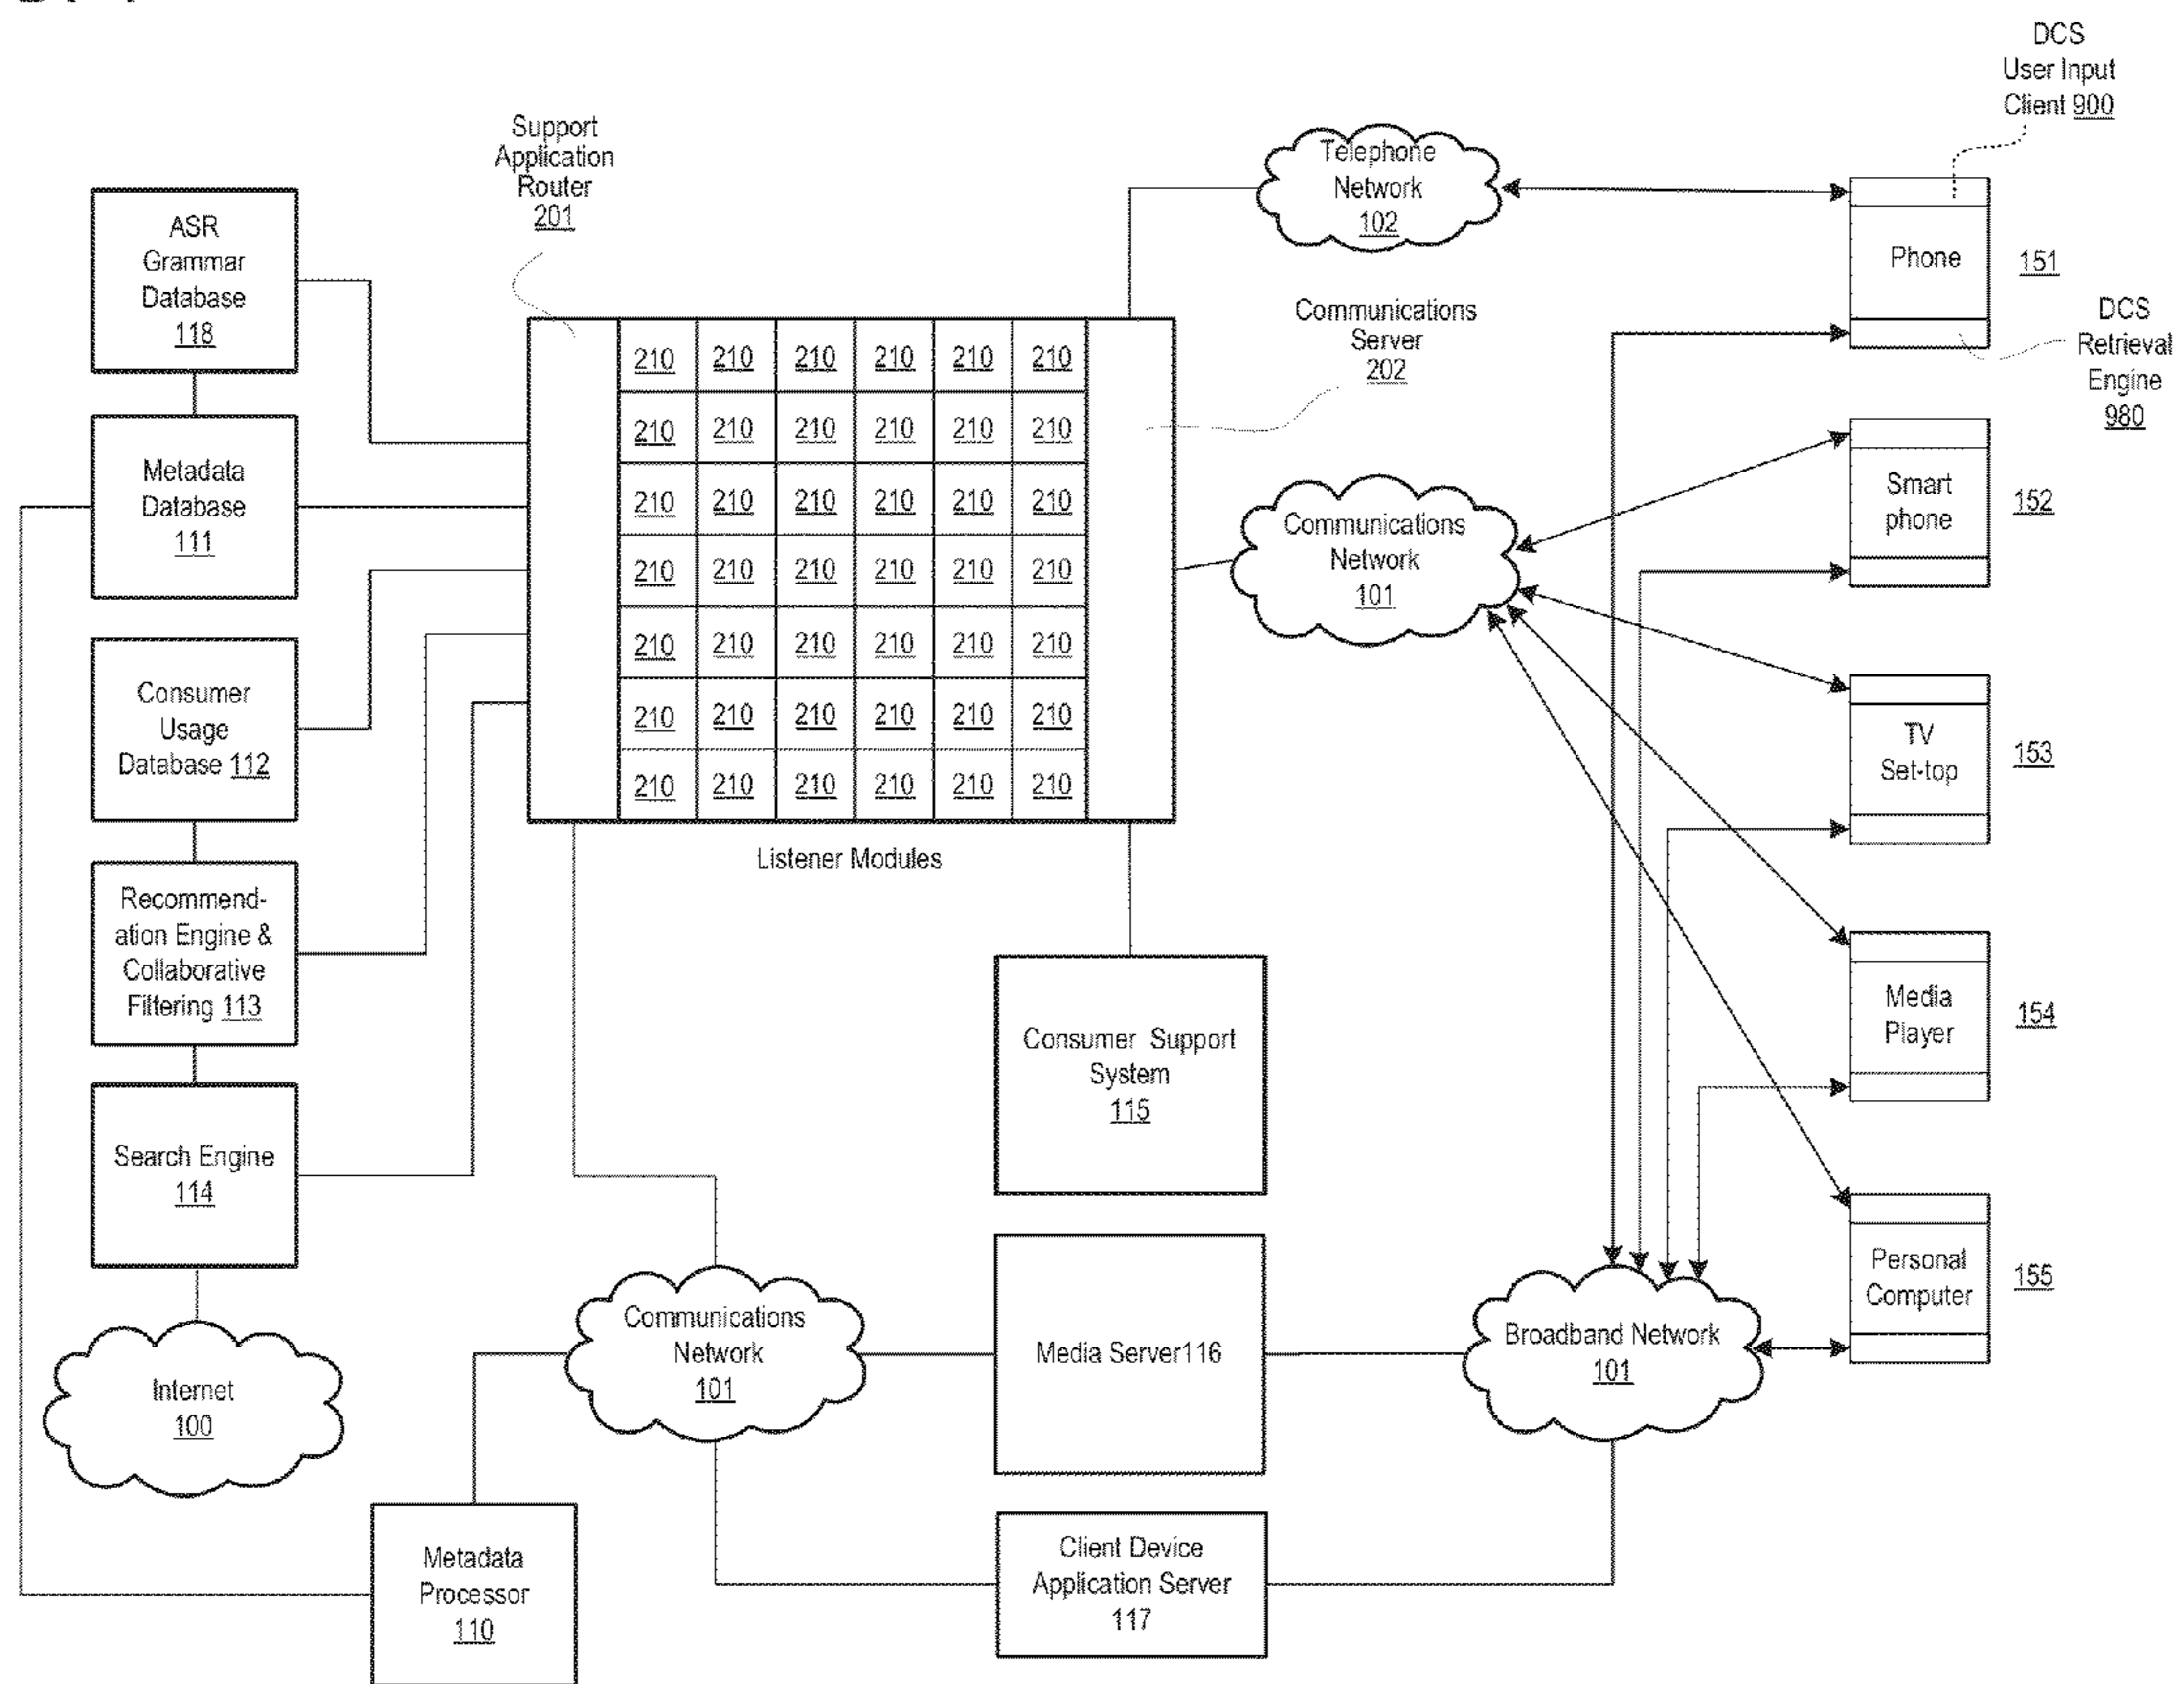 DCS
User Input
Client 900
Support
Application
Router
201
Telephone
Network
102
ASR
Grammar
Database
118
Phone
151
Communications
Server
202
DCS
Retrieval
Engine
980
210 210 210 210 210 210
210 210 210 210 210 210
210 210 210 210 210 210
210 210 210 210 210 210
210 210 210 210 210 210
210 210 210 210 210 210
210 210 210 210 210 210
Listener Modules
Metadata
Database
111
Communications
Network
101
Smart
phone
152
Consumer
Usage
Database 112
TV
Set-top
153
Recommend-
ation Engine &
Collaborative
Filtering 113
Consumer Support
System
115
Media
Player
154
Search Engine
114
Personal
Computer
155
Internet
100
Communications
Network
101
Media Server116
Broadband Network
101
Metadata
Processor
110
Client Device
Application Server
117